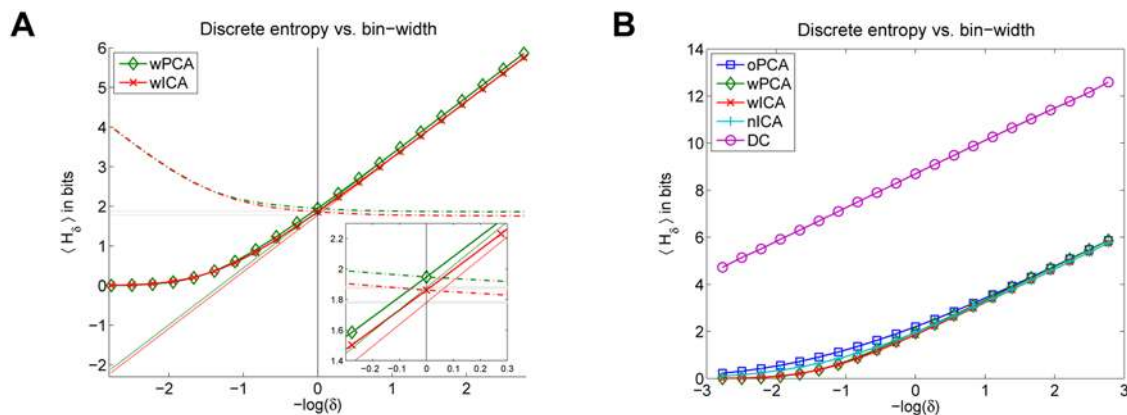 A
Discrete entropy vs. bin−width
⟨ Hδ ⟩ in bits
6
5
4
3
2
1
0
−1
−2
wPCA
wICA
2.2
2
1.8
1.6
1.4
−0.2 −0.1 0 0.1 0.2 0.3
−2 −1 0 1 2
−log(δ)
B
Discrete entropy vs. bin−width
⟨ Hδ ⟩ in bits
14
12
10
8
6
4
2
0
oPCA
wPCA
wICA
nICA
DC
−3 −2 −1 0 1 2 3
−log(δ)